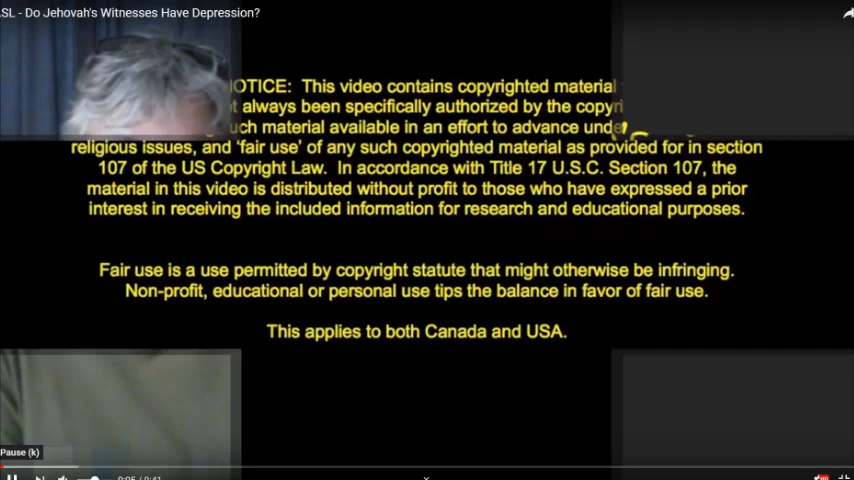 SL - Do Jehovah's Witnesses Have Depression?
OTICE: This video contains copyrighted material
always been specifically authorized by the
uch material available in an effort to advance
religious issues, and 'fair use' of any such copyrighted material as provided for in section
107 of the US Copyright Law. In accordance with Title 17 U.S.C. Section 107, the
material in this video is distributed without profit to those who have expressed a prior
interest in receiving the included information for research and educational purposes.
Fair use is a use permitted by copyright statute that might otherwise be infringing.
Non-profit, educational or personal use tips the balance in favor of fair use.
This applies to both Canada and USA.
Pause (k)